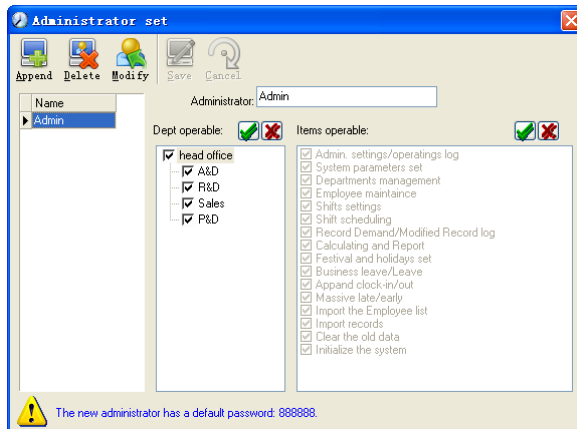 Administrator set
Append Delete Modify Save Cancel
Name
Admin
Administrator: Admin
Dept operable:
head office
A&D
R&D
Sales
P&D
Items operable:
Admin. settings/operatings log
System parameters set
Departments management
Employee maintaince
Shifts settings
Shift scheduling
Record Demand/Modified Record log
Calculating and Report
Festival and holidays set
Business leave/Leave
Appand clock-in/out
Massive late/early
Import the Employee list
Import records
Clear the old data
Initialize the system
The new administrator has a default password: 888888.